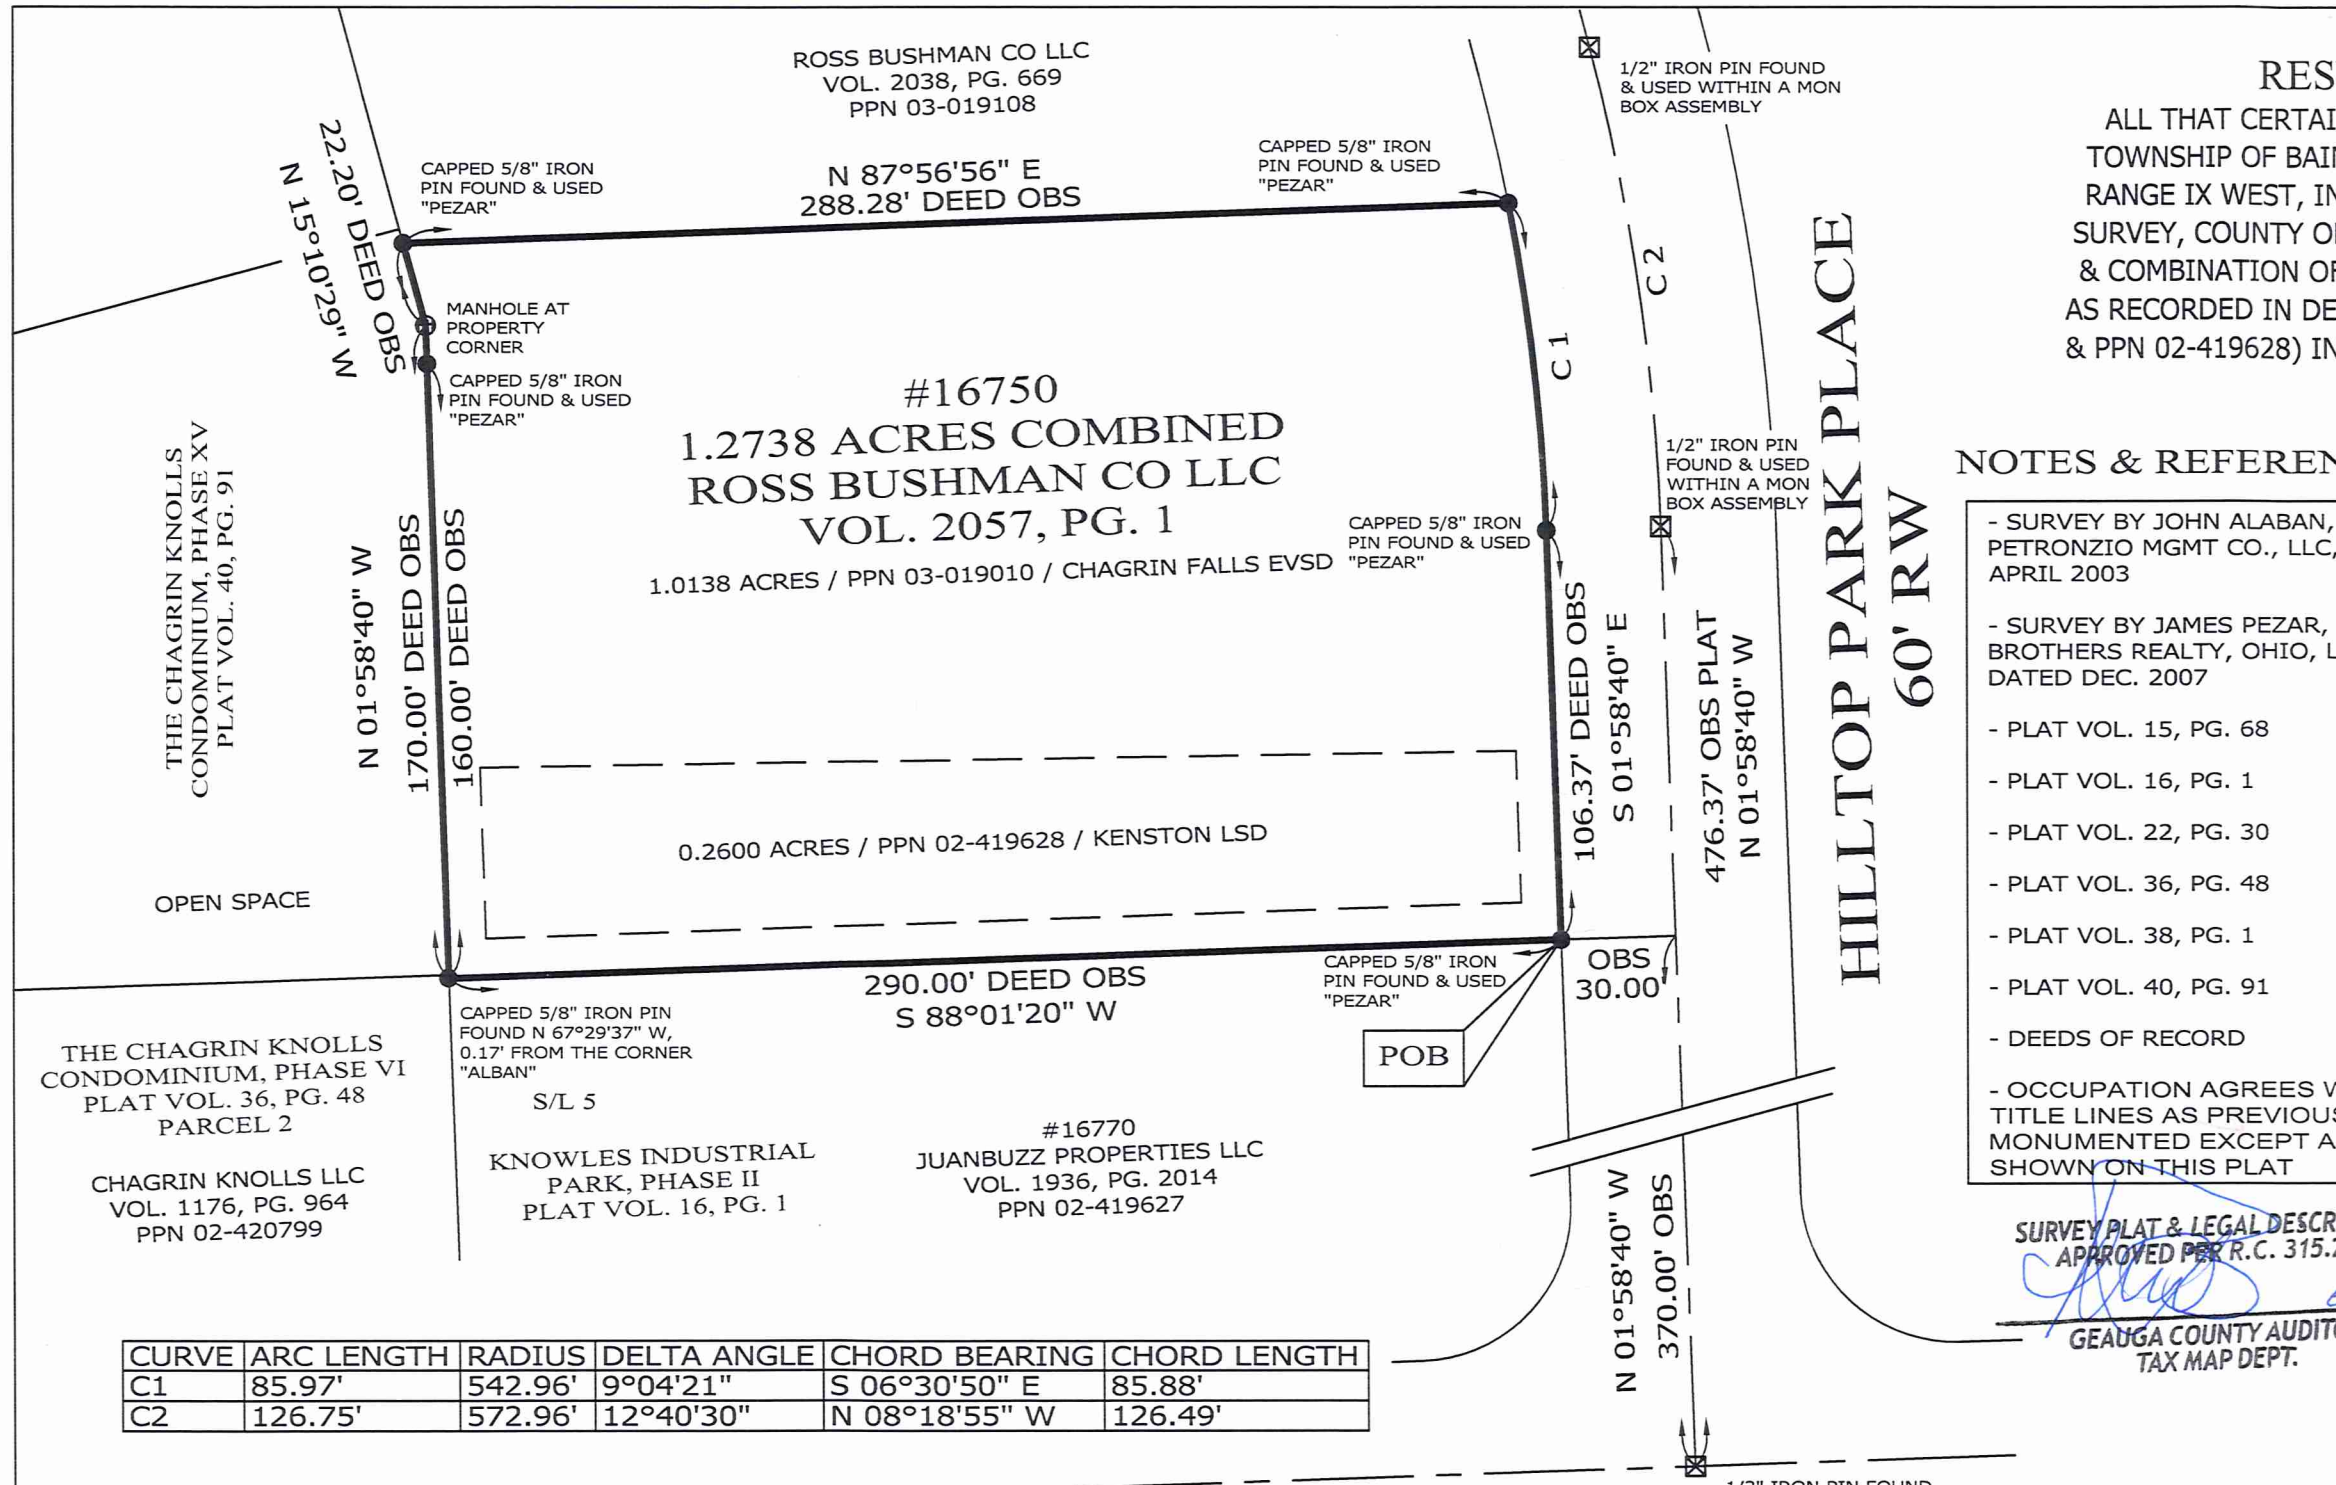 ROSS BUSHMAN CO LLC
VOL. 2038, PG. 669
PPN 03-019108
1/2" IRON PIN FOUND
& USED WITHIN A MON
BOX ASSEMBLY
CAPPED 5/8" IRON
PIN FOUND & USED
"PEZAR"
N 87°56'56" E
288.28' DEED OBS
CAPPED 5/8" IRON
PIN FOUND & USED
"PEZAR"
22.20' DEED OBS
N 15°10'29" W
MANHOLE AT
PROPERTY
CORNER
CAPPED 5/8" IRON
PIN FOUND & USED
"PEZAR"
C 1
C 2
#16750
1.2738 ACRES COMBINED
ROSS BUSHMAN CO LLC
VOL. 2057, PG. 1
1.0138 ACRES / PPN 03-019010 / CHAGRIN FALLS EVSD
CAPPED 5/8" IRON
PIN FOUND & USED
"PEZAR"
1/2" IRON PIN
FOUND & USED
WITHIN A MON
BOX ASSEMBLY
THE CHAGRIN KNOLLS
CONDOMINIUM, PHASE XV
PLAT VOL. 40, PG. 91
N 01°58'40" W
170.00' DEED OBS
160.00' DEED OBS
106.37' DEED OBS
S 01°58'40" E
476.37' OBS PLAT
N 01°58'40" W
HILLTOP PARK PLACE
60' RW
0.2600 ACRES / PPN 02-419628 / KENSTON LSD
OPEN SPACE
290.00' DEED OBS
S 88°01'20" W
CAPPED 5/8" IRON
PIN FOUND & USED
"PEZAR"
OBS
30.00'
POB
CAPPED 5/8" IRON PIN
FOUND N 67°29'37" W,
0.17' FROM THE CORNER
"ALBAN"
THE CHAGRIN KNOLLS
CONDOMINIUM, PHASE VI
PLAT VOL. 36, PG. 48
PARCEL 2
CHAGRIN KNOLLS LLC
VOL. 1176, PG. 964
PPN 02-420799
S/L 5
KNOWLES INDUSTRIAL
PARK, PHASE II
PLAT VOL. 16, PG. 1
#16770
JUANBUZZ PROPERTIES LLC
VOL. 1936, PG. 2014
PPN 02-419627
N 01°58'40" W
370.00' OBS
CURVE ARC LENGTH RADIUS DELTA ANGLE CHORD BEARING CHORD LENGTH
C1 85.97' 542.96' 9°04'21" S 06°30'50" E 85.88'
C2 126.75' 572.96' 12°40'30" N 08°18'55" W 126.49'
RES
ALL THAT CERTAI
TOWNSHIP OF BAI
RANGE IX WEST, IN
SURVEY, COUNTY O
& COMBINATION OF
AS RECORDED IN DE
& PPN 02-419628) IN
NOTES & REFEREN
- SURVEY BY JOHN ALABAN,
PETRONZIO MGMT CO., LLC,
APRIL 2003
- SURVEY BY JAMES PEZAR,
BROTHERS REALTY, OHIO, L
DATED DEC. 2007
- PLAT VOL. 15, PG. 68
- PLAT VOL. 16, PG. 1
- PLAT VOL. 22, PG. 30
- PLAT VOL. 36, PG. 48
- PLAT VOL. 38, PG. 1
- PLAT VOL. 40, PG. 91
- DEEDS OF RECORD
- OCCUPATION AGREES W
TITLE LINES AS PREVIOUS
MONUMENTED EXCEPT A
SHOWN ON THIS PLAT
SURVEY PLAT & LEGAL DESCR
APPROVED PER R.C. 315.2
GEAUGA COUNTY AUDITO
TAX MAP DEPT.
1/2" IRON PIN FOUND